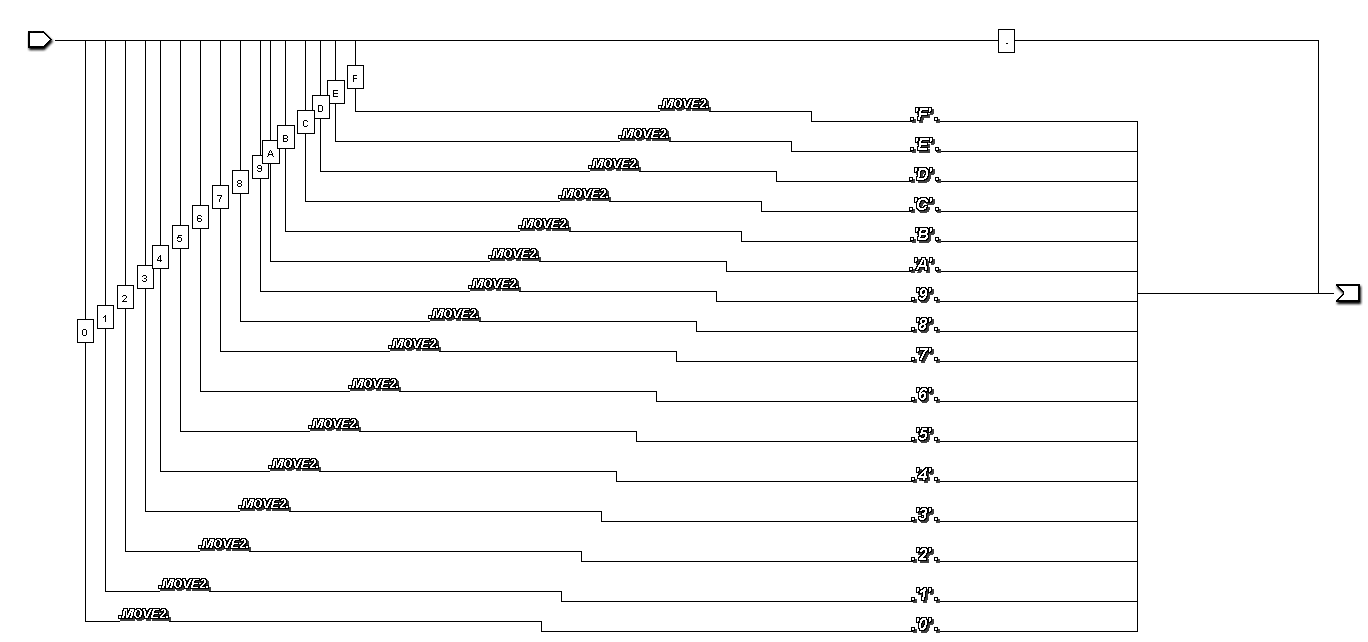 -
F
.MOVE2. .'F'.
E
.MOVE2. .'E'.
D
.MOVE2. .'D'.
C
.MOVE2. .'C'.
B
.MOVE2. .'B'.
A
.MOVE2. .'A'.
9
.MOVE2. .'9'.
8
.MOVE2. .'8'.
7
.MOVE2. .'7'.
6
.MOVE2. .'6'.
5
.MOVE2. .'5'.
4
.MOVE2. .'4'.
3
.MOVE2. .'3'.
2
.MOVE2. .'2'.
1
.MOVE2. .'1'.
0
.MOVE2. .'0'.